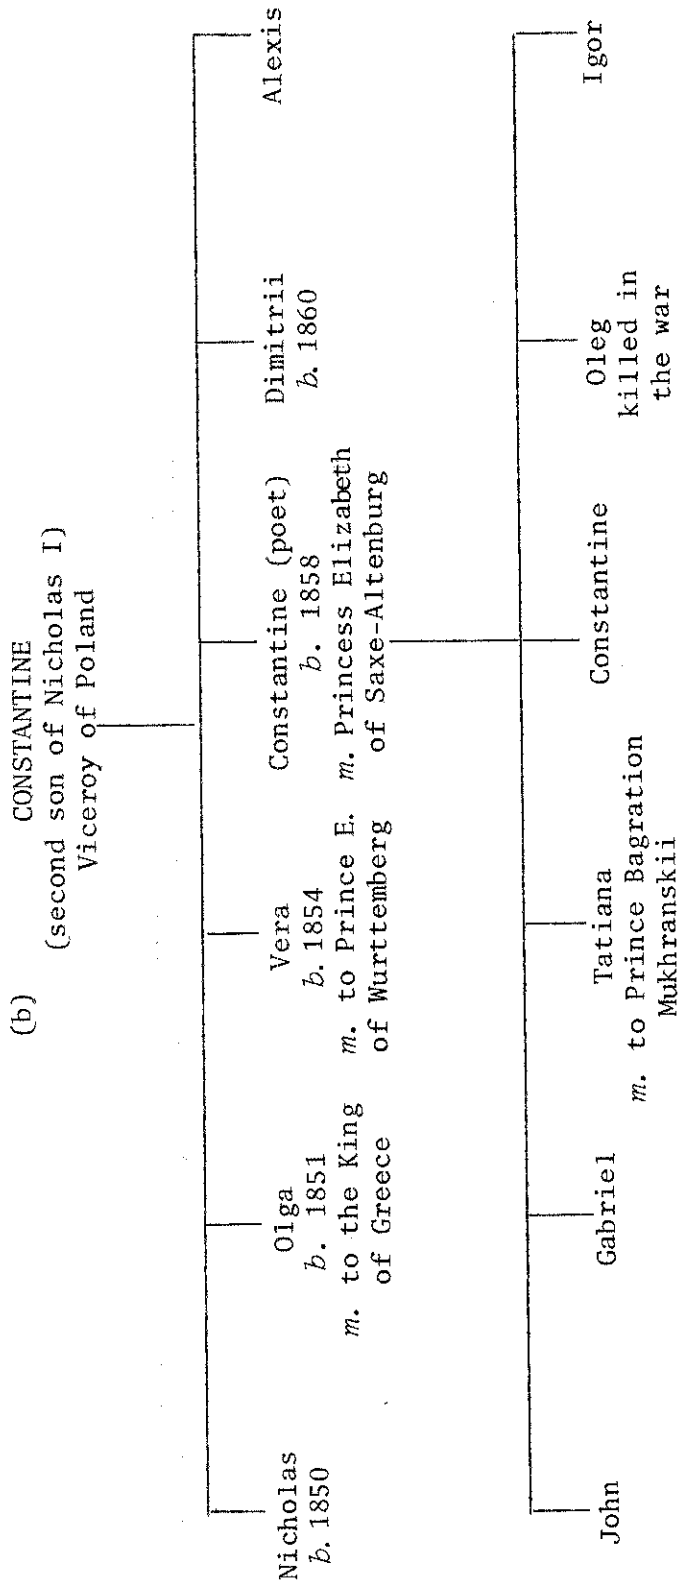 (b)
CONSTANTINE
(second son of Nicholas I)
Viceroy of Poland
Nicholas
b. 1850
Olga
b. 1851
m. to the King
of Greece
Vera
b. 1854
m. to Prince E.
of Wurttemberg
Constantine (poet)
b. 1858
m. Princess Elizabeth
of Saxe-Altenburg
Dimitrii
b. 1860
Alexis
John
Gabriel
Tatiana
m. to Prince Bagration
Mukhranskii
Constantine
Oleg
killed in
the war
Igor